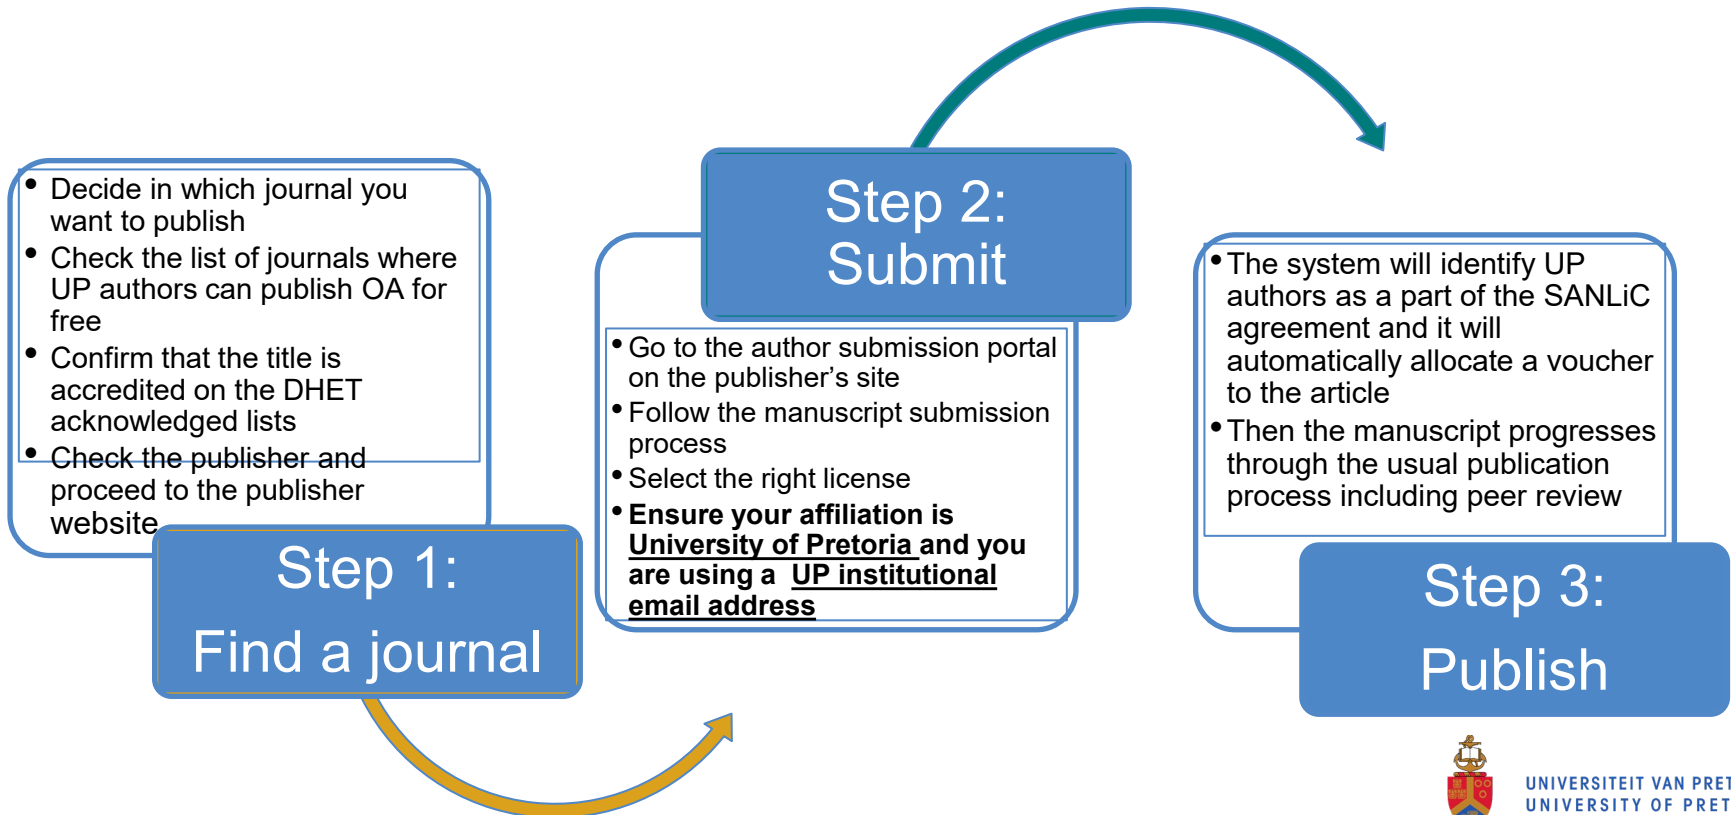 • Decide in which journal you
want to publish
• Check the list of journals where
UP authors can publish OA for
free
• Confirm that the title is
accredited on the DHET
acknowledged lists
• Check the publisher and
proceed to the publisher
website
Step 1:
Find a journal
Step 2:
Submit
• Go to the author submission portal
on the publisher’s site
• Follow the manuscript submission
process
• Select the right license
• Ensure your affiliation is
University of Pretoria and you
are using a UP institutional
email address
• The system will identify UP
authors as a part of the SANLiC
agreement and it will
automatically allocate a voucher
to the article
• Then the manuscript progresses
through the usual publication
process including peer review
Step 3:
Publish
UNIVERSITEIT VAN PRET
UNIVERSITY OF PRET